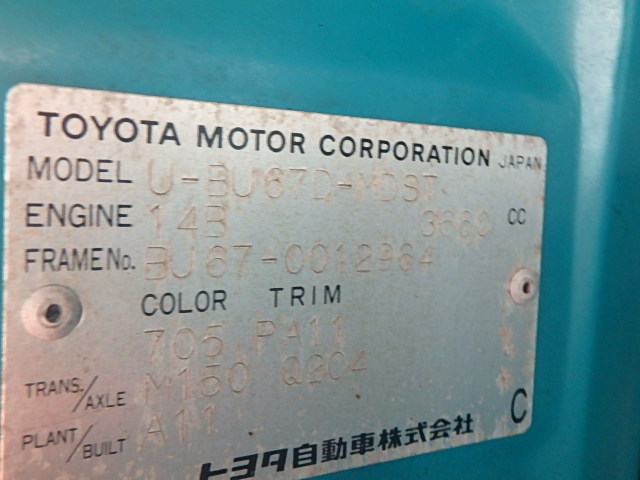 TOYOTA MOTOR CORPORATION JAPAN
MODEL U-BU67D-MDST
ENGINE 14B 3660 CC
FRAME No. BU67-0012964
COLOR TRIM
705 PA11
TRANS./AXLE M150 Q204
PLANT/BUILT A11
C
トヨタ自動車株式会社